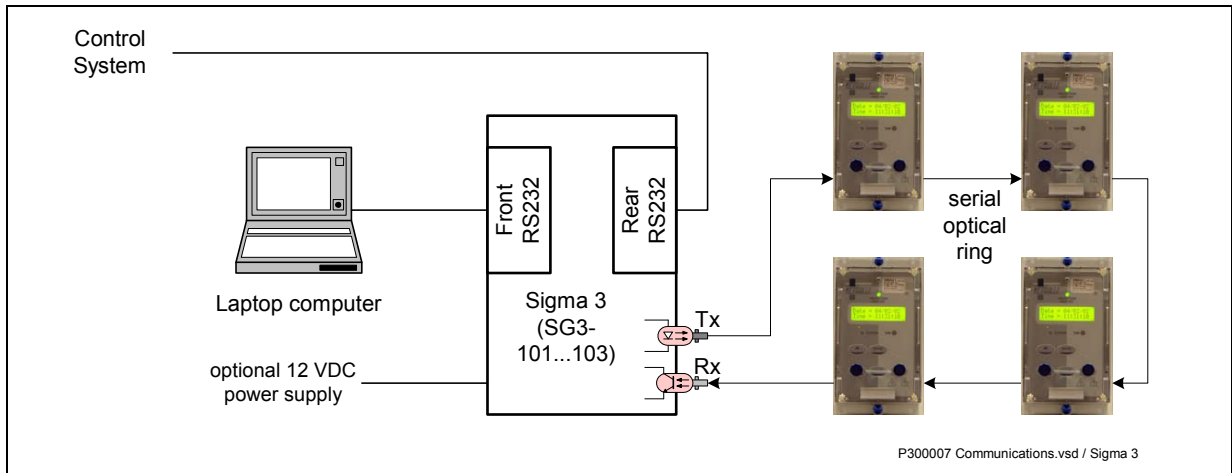 Control
System
Front
RS232
Rear
RS232
Laptop computer
Sigma 3
(SG3-
101...103)
Tx
Rx
optional 12 VDC
power supply
serial
optical
ring
P300007 Communications.vsd / Sigma 3